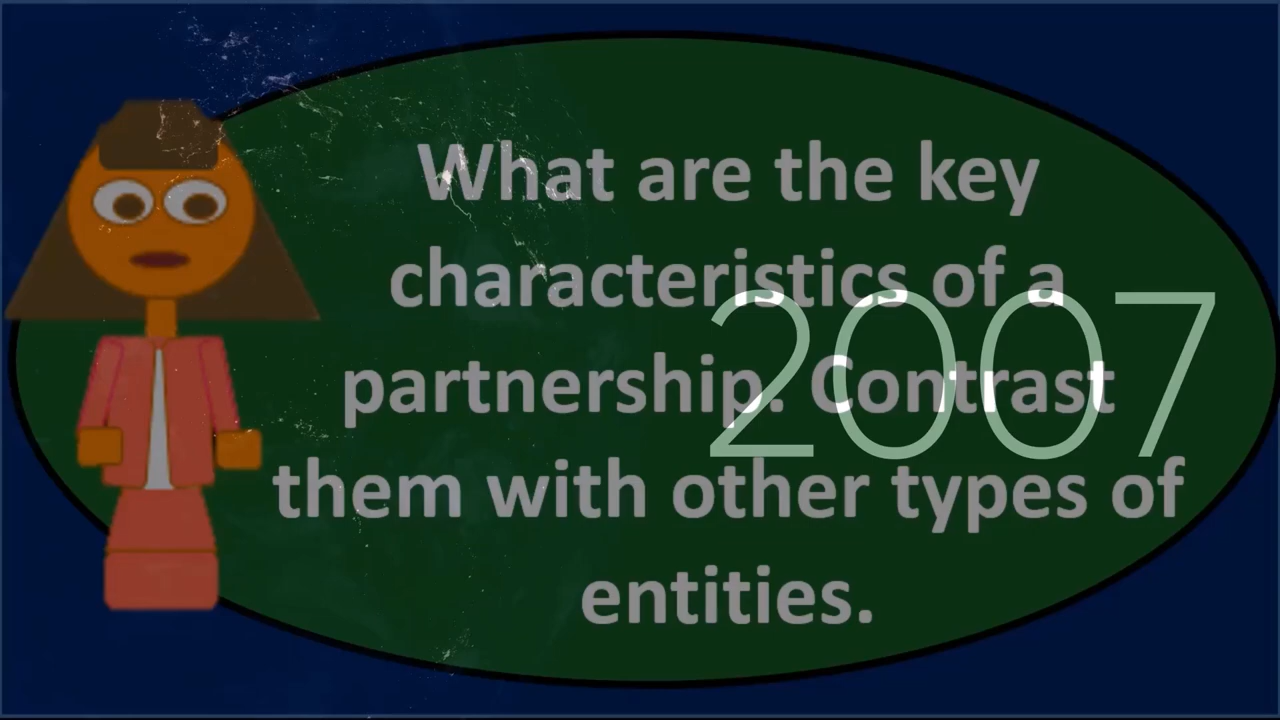 What are the key
characteristics of a
2007
partnership. Contrast
them with other types of
entities.